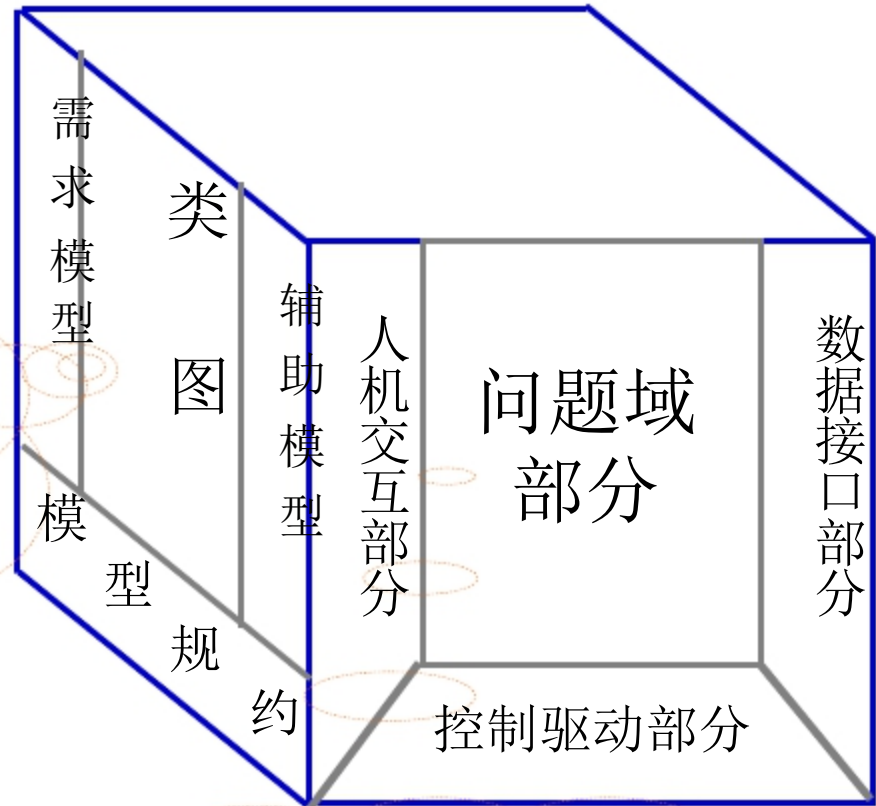 需求模型
类图
辅助模型
模型规约
人机交互部分
问题域
部分
数据接口部分
控制驱动部分